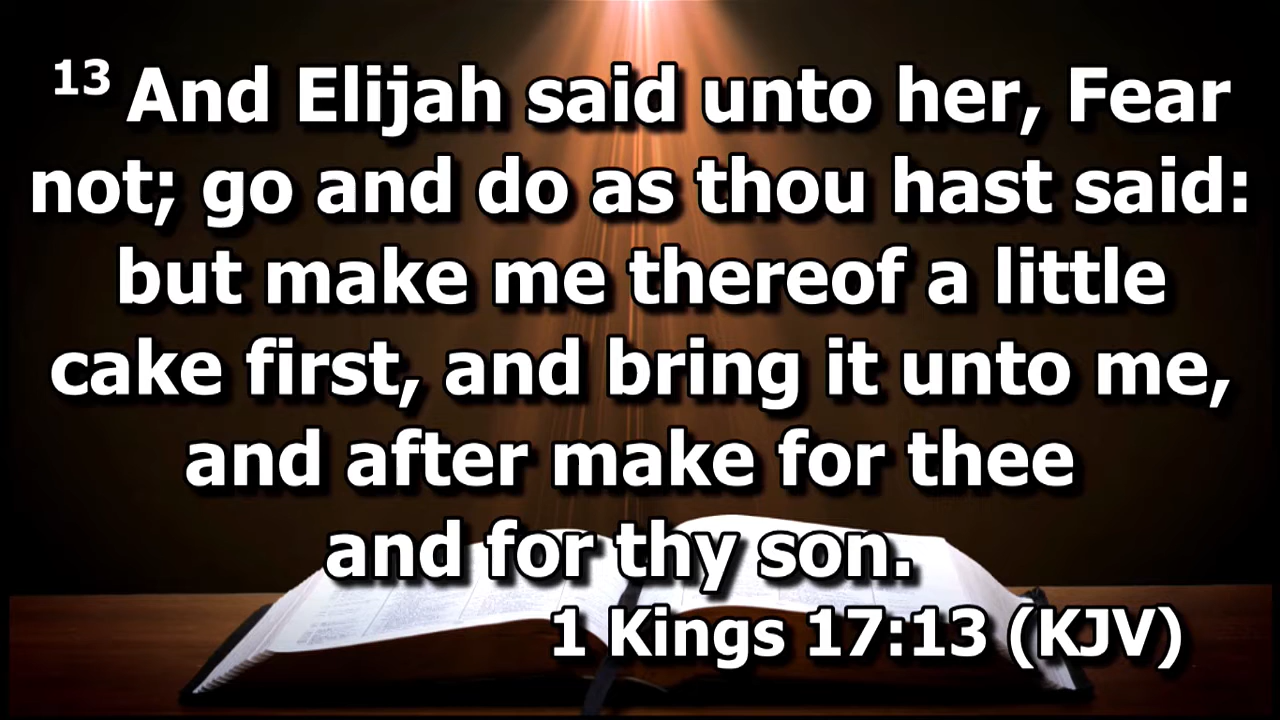 13 And Elijah said unto her, Fear
not; go and do as thou hast said:
but make me thereof a little
cake first, and bring it unto me,
and after make for thee
and for thy son.
1 Kings 17:13 (KJV)